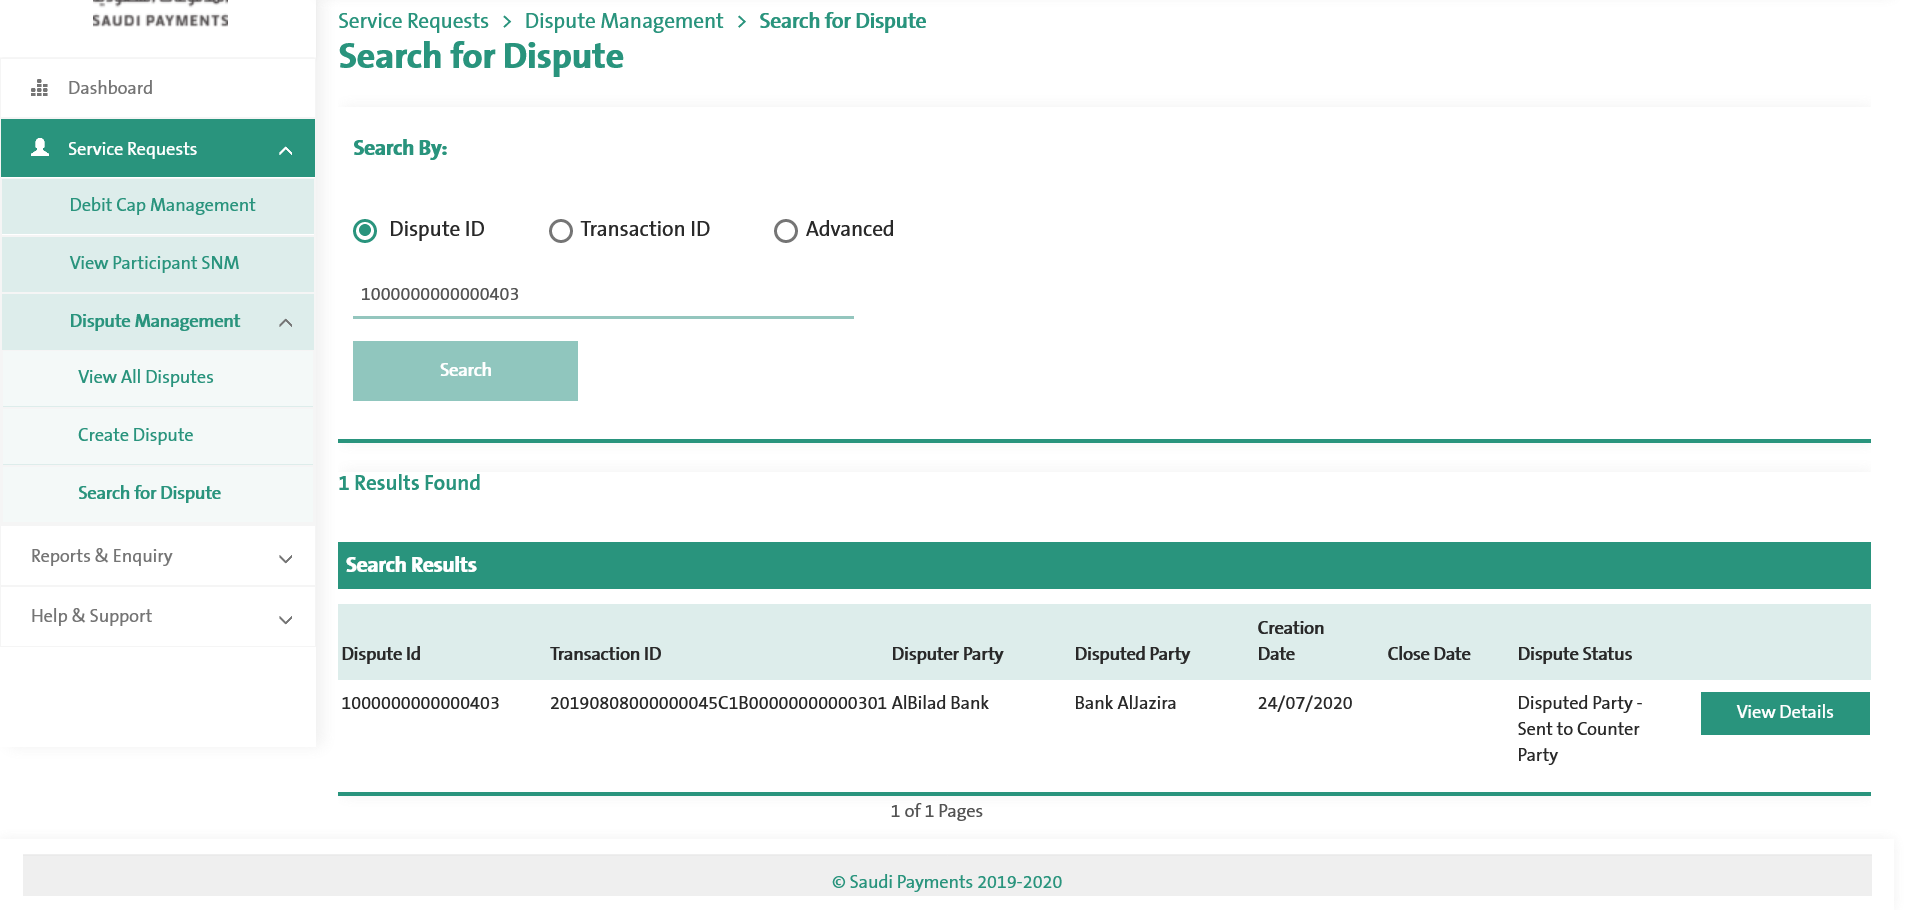 SAUDI PAYMENTS
Dashboard
Service Requests
Debit Cap Management
View Participant SNM
Dispute Management
View All Disputes
Create Dispute
Search for Dispute
Reports & Enquiry
Help & Support
Service Requests > Dispute Management > Search for Dispute
Search for Dispute
Search By:
Dispute ID Transaction ID Advanced
1000000000000403
Search
1 Results Found
Search Results
Dispute Id Transaction ID Disputer Party Disputed Party Creation Date Close Date Dispute Status
1000000000000403 20190808000000045C1B00000000000301 AlBilad Bank Bank AlJazira 24/07/2020 Disputed Party - View Details
Sent to Counter
Party
1 of 1 Pages
© Saudi Payments 2019-2020